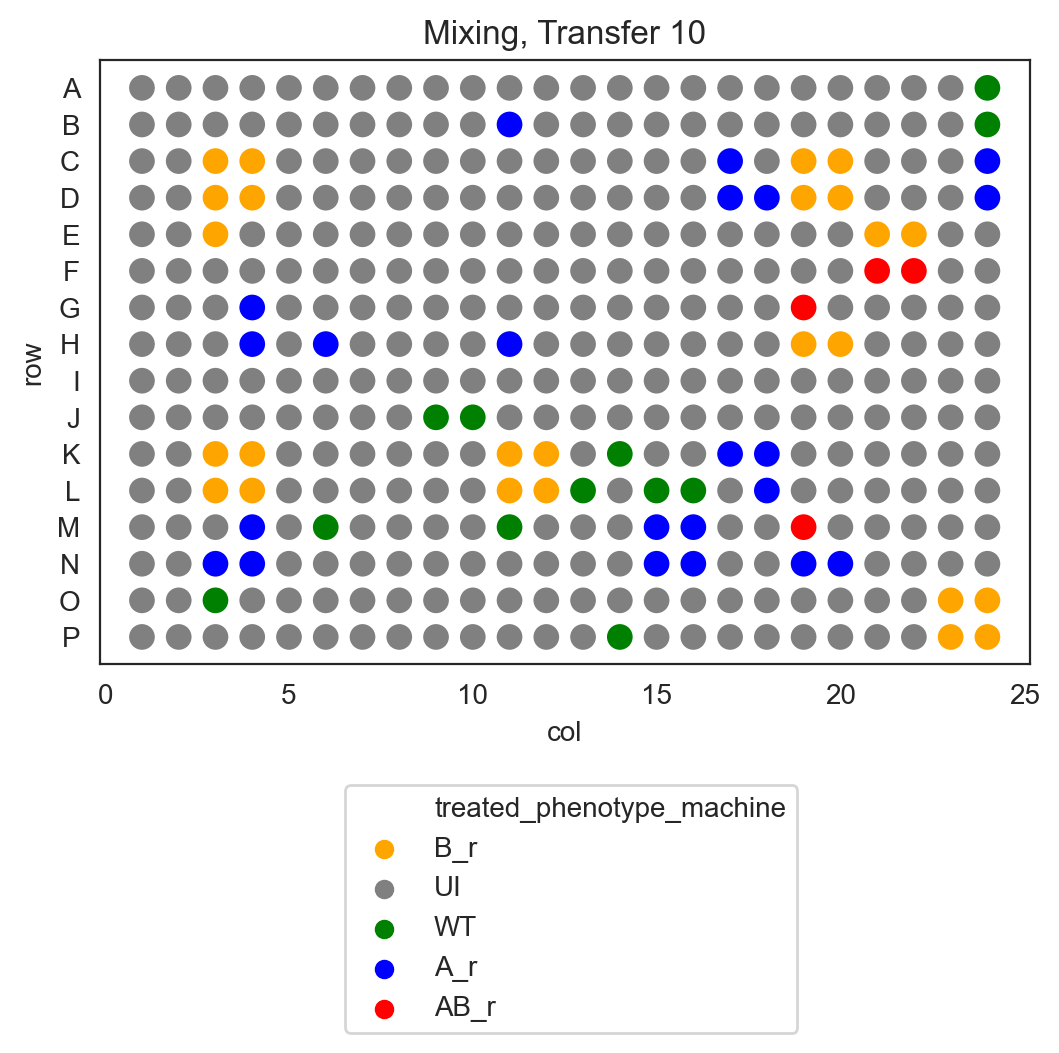 Mixing, Transfer 10
A
B
C
D
E
F
G
H
I
J
K
L
M
N
O
P
row
0 5 10 15 20 25
col
treated_phenotype_machine
B_r
UI
WT
A_r
AB_r